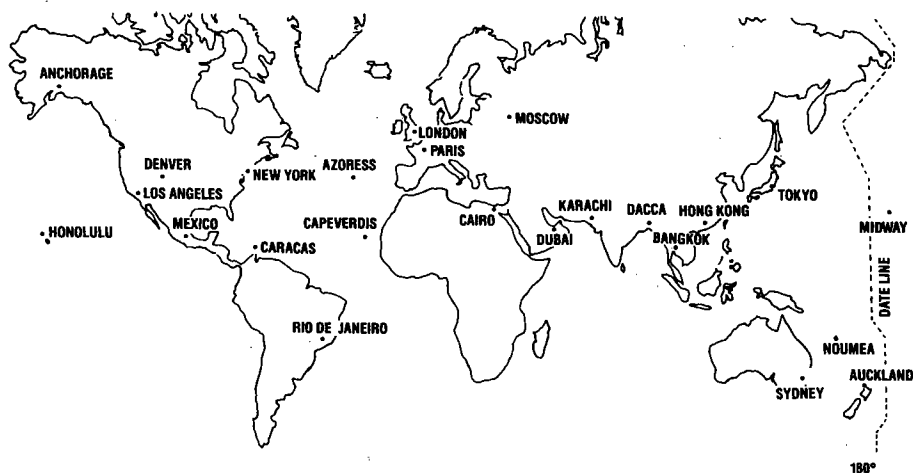 ANCHORAGE
MOSCOW
LONDON
PARIS
DENVER
NEW YORK
AZORESS
LOS ANGELES
TOKYO
KARACHI
DACCA
HONG KONG
MEXICO
CAPEVERDIS
CAIRO
MIDWAY
HONOLULU
CARACAS
DUBAI
BANGKOK
DATE LINE
RIO DE JANEIRO
NOUMEA
AUCKLAND
SYDNEY
180°